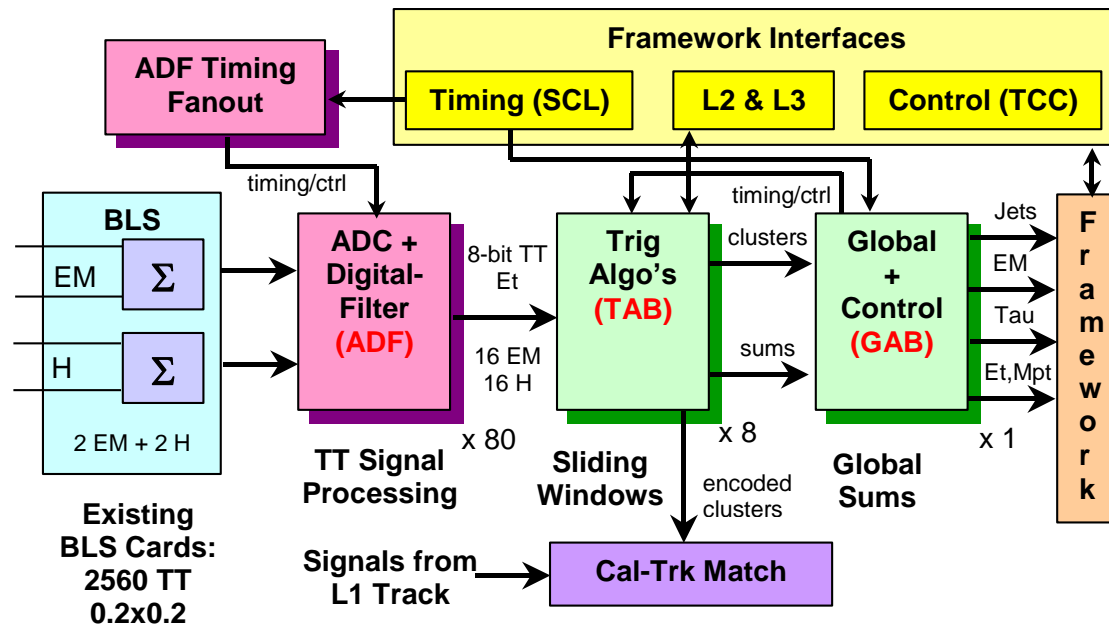 Framework Interfaces
ADF Timing
Fanout
Timing (SCL)
L2 & L3
Control (TCC)
timing/ctrl
timing/ctrl
BLS
EM
Σ
H
Σ
2 EM + 2 H
ADC +
Digital-
Filter
(ADF)
x 80
8-bit TT
Et
16 EM
16 H
Trig
Algo's
(TAB)
x 8
clusters
sums
Global
+
Control
(GAB)
x 1
Jets
EM
Tau
Et,Mpt
Framework
TT Signal
Processing
Sliding
Windows
Global
Sums
encoded
clusters
Existing
BLS Cards:
2560 TT
0.2x0.2
Signals from
L1 Track
Cal-Trk Match